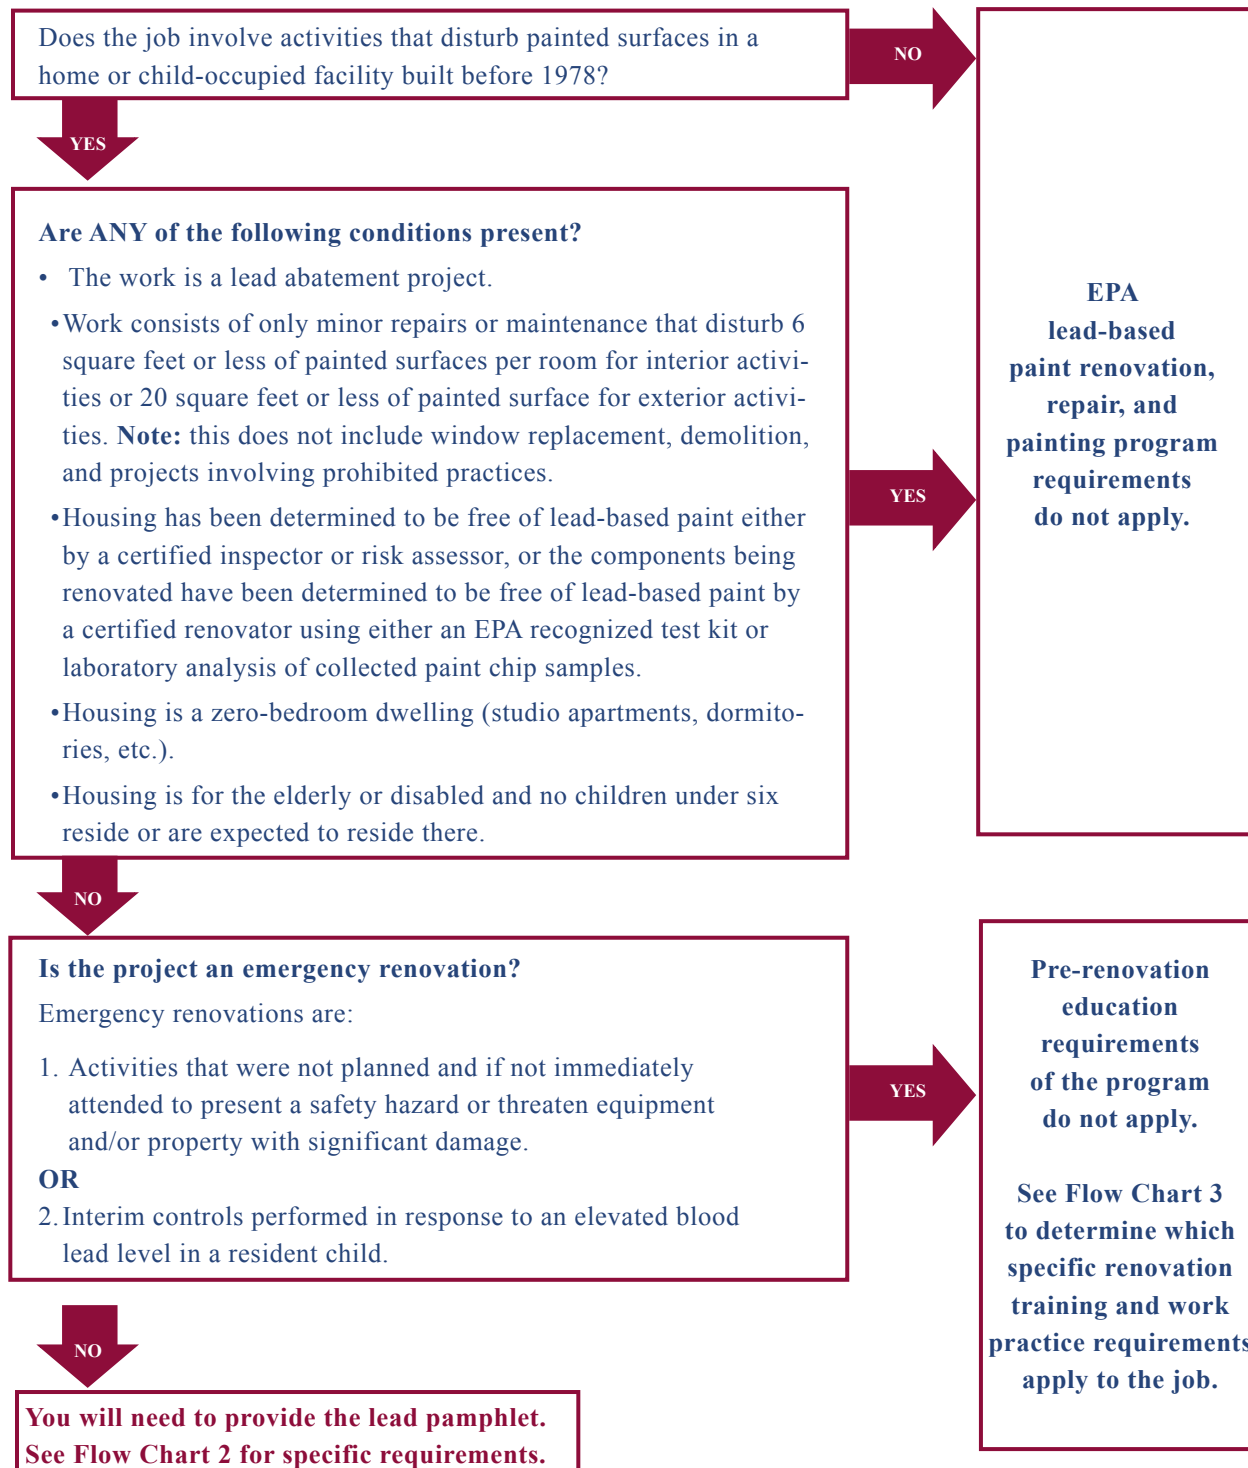 Does the job involve activities that disturb painted surfaces in a
home or child-occupied facility built before 1978?
NO
YES
Are ANY of the following conditions present?
• The work is a lead abatement project.
•Work consists of only minor repairs or maintenance that disturb 6
square feet or less of painted surfaces per room for interior activi-
ties or 20 square feet or less of painted surface for exterior activi-
ties. Note: this does not include window replacement, demolition,
and projects involving prohibited practices.
•Housing has been determined to be free of lead-based paint either
by a certified inspector or risk assessor, or the components being
renovated have been determined to be free of lead-based paint by
a certified renovator using either an EPA recognized test kit or
laboratory analysis of collected paint chip samples.
•Housing is a zero-bedroom dwelling (studio apartments, dormito-
ries, etc.).
•Housing is for the elderly or disabled and no children under six
reside or are expected to reside there.
YES
EPA
lead-based
paint renovation,
repair, and
painting program
requirements
do not apply.
NO
Is the project an emergency renovation?
Emergency renovations are:
1. Activities that were not planned and if not immediately
attended to present a safety hazard or threaten equipment
and/or property with significant damage.
OR
2. Interim controls performed in response to an elevated blood
lead level in a resident child.
YES
Pre-renovation
education
requirements
of the program
do not apply.
See Flow Chart 3
to determine which
specific renovation
training and work
practice requirements
apply to the job.
NO
You will need to provide the lead pamphlet.
See Flow Chart 2 for specific requirements.